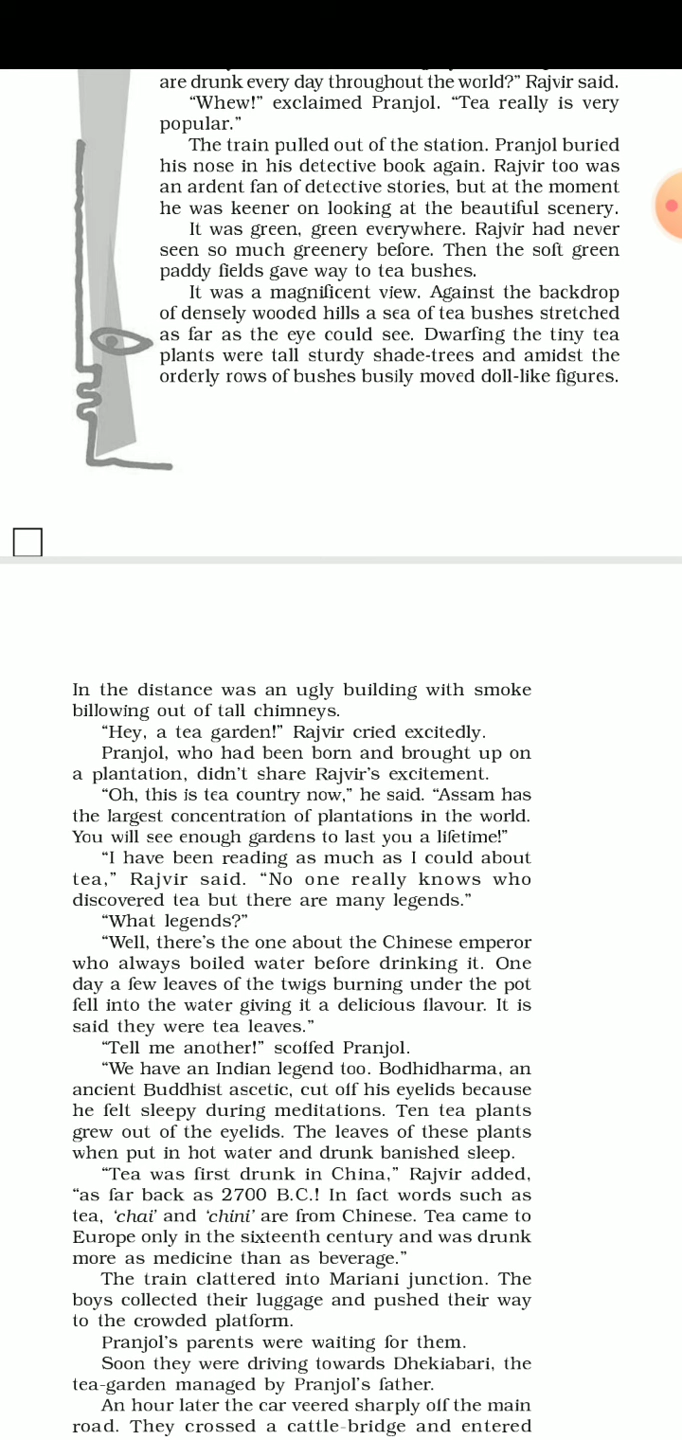 are drunk every day throughout the world?” Rajvir said.
“Whew!” exclaimed Pranjol. “Tea really is very
popular.”
The train pulled out of the station. Pranjol buried
his nose in his detective book again. Rajvir too was
an ardent fan of detective stories, but at the moment
he was keener on looking at the beautiful scenery.
It was green, green everywhere. Rajvir had never
seen so much greenery before. Then the soft green
paddy fields gave way to tea bushes.
It was a magnificent view. Against the backdrop
of densely wooded hills a sea of tea bushes stretched
as far as the eye could see. Dwarfing the tiny tea
plants were tall sturdy shade-trees and amidst the
orderly rows of bushes busily moved doll-like figures.
In the distance was an ugly building with smoke
billowing out of tall chimneys.
“Hey, a tea garden!” Rajvir cried excitedly.
Pranjol, who had been born and brought up on
a plantation, didn’t share Rajvir’s excitement.
“Oh, this is tea country now,” he said. “Assam has
the largest concentration of plantations in the world.
You will see enough gardens to last you a lifetime!”
“I have been reading as much as I could about
tea,” Rajvir said. “No one really knows who
discovered tea but there are many legends.”
“What legends?”
“Well, there’s the one about the Chinese emperor
who always boiled water before drinking it. One
day a few leaves of the twigs burning under the pot
fell into the water giving it a delicious flavour. It is
said they were tea leaves.”
“Tell me another!” scoffed Pranjol.
“We have an Indian legend too. Bodhidharma, an
ancient Buddhist ascetic, cut off his eyelids because
he felt sleepy during meditations. Ten tea plants
grew out of the eyelids. The leaves of these plants
when put in hot water and drunk banished sleep.
“Tea was first drunk in China,” Rajvir added,
“as far back as 2700 B.C.! In fact words such as
tea, ‘chai’ and ‘chini’ are from Chinese. Tea came to
Europe only in the sixteenth century and was drunk
more as medicine than as beverage.”
The train clattered into Mariani junction. The
boys collected their luggage and pushed their way
to the crowded platform.
Pranjol’s parents were waiting for them.
Soon they were driving towards Dhekiabari, the
tea-garden managed by Pranjol’s father.
An hour later the car veered sharply off the main
road. They crossed a cattle-bridge and entered